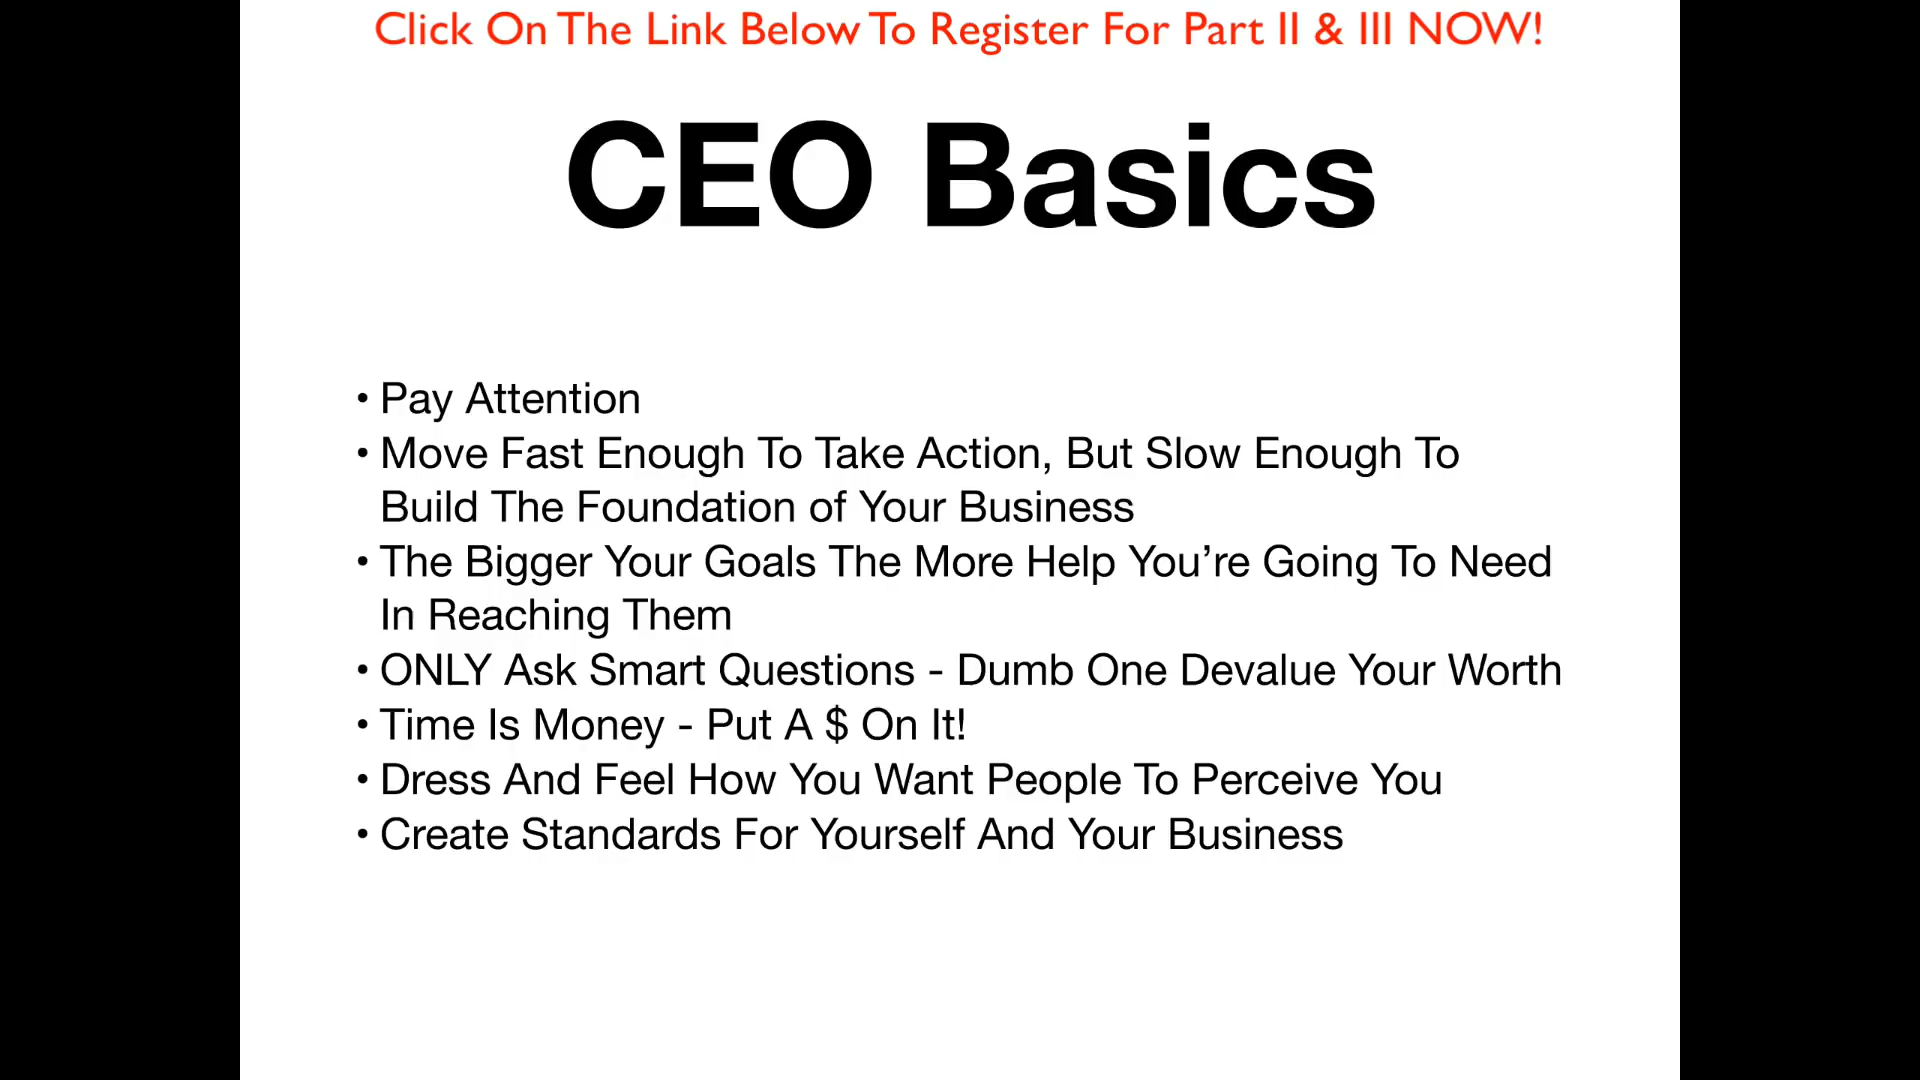 Click On The Link Below To Register For Part II & III NOW!
CEO Basics
• Pay Attention
• Move Fast Enough To Take Action, But Slow Enough To
Build The Foundation of Your Business
• The Bigger Your Goals The More Help You’re Going To Need
In Reaching Them
• ONLY Ask Smart Questions - Dumb One Devalue Your Worth
• Time Is Money - Put A $ On It!
• Dress And Feel How You Want People To Perceive You
• Create Standards For Yourself And Your Business